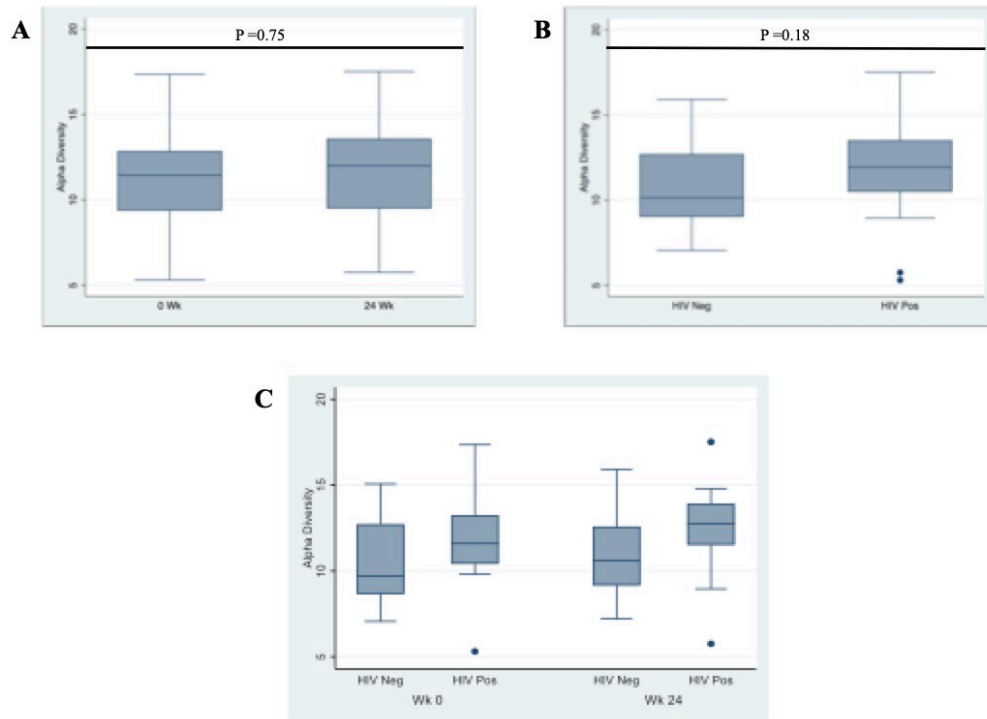 A
P =0.75
20
15
10
5
Alpha Diversity
0 Wk
24 Wk
B
P =0.18
20
15
10
5
Alpha Diversity
HIV Neg
HIV Pos
C
20
15
10
5
Alpha Diversity
HIV Neg HIV Pos HIV Neg HIV Pos
Wk 0 Wk 24